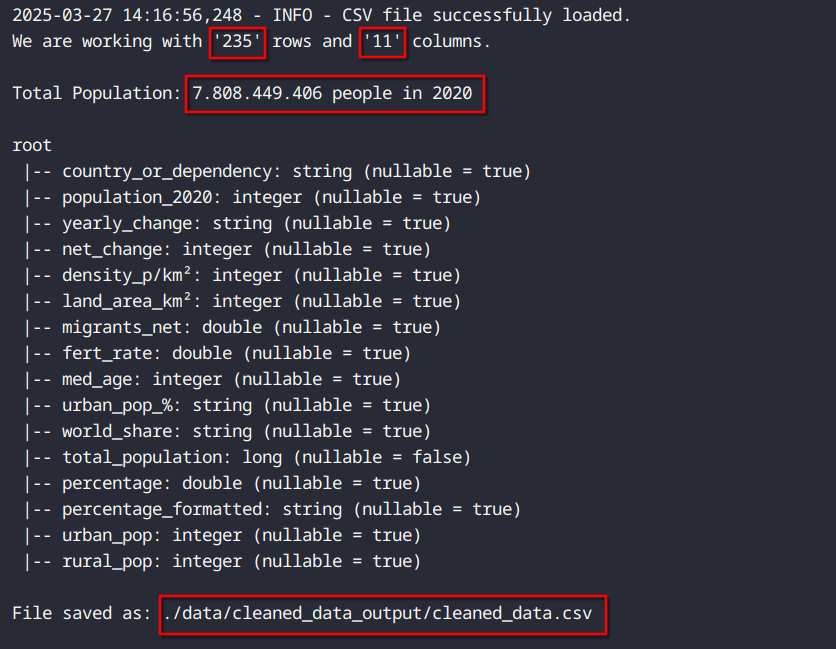 2025-03-27 14:16:56,248 - INFO - CSV file successfully loaded.
We are working with '235' rows and '11' columns.
Total Population: 7.808.449.406 people in 2020
root
|-- country_or_dependency: string (nullable = true)
|-- population_2020: integer (nullable = true)
|-- yearly_change: string (nullable = true)
|-- net_change: integer (nullable = true)
|-- density_p/km²: integer (nullable = true)
|-- land_area_km²: integer (nullable = true)
|-- migrants_net: double (nullable = true)
|-- fert_rate: double (nullable = true)
|-- med_age: integer (nullable = true)
|-- urban_pop_%: string (nullable = true)
|-- world_share: string (nullable = true)
|-- total_population: long (nullable = false)
|-- percentage: double (nullable = true)
|-- percentage_formatted: string (nullable = true)
|-- urban_pop: integer (nullable = true)
|-- rural_pop: integer (nullable = true)
File saved as: ./data/cleaned_data_output/cleaned_data.csv